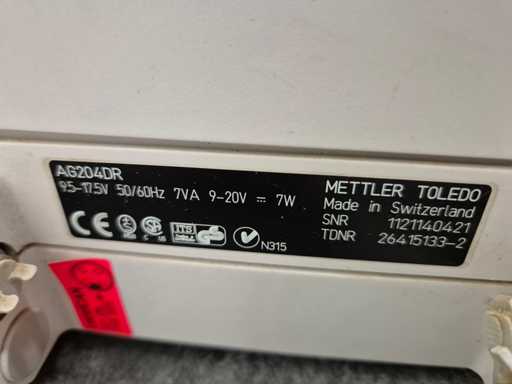 AG204DR
9.5-17.5V 50/60Hz 7VA 9-20V ⎓ 7W
METTLER TOLEDO
Made in Switzerland
SNR 1121140421
TDNR 26415133-2
CE
N315